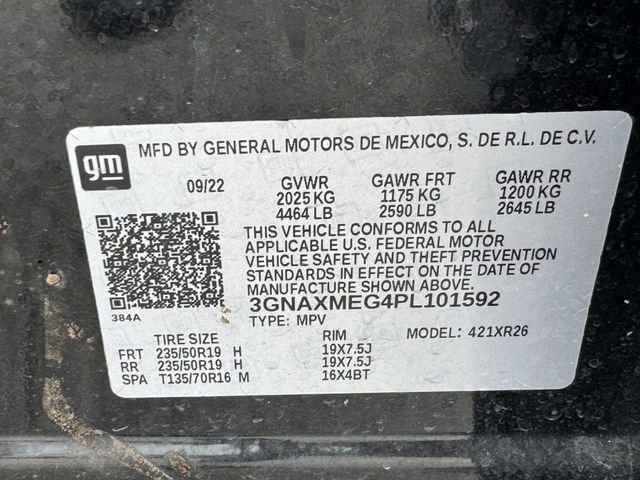 gm
MFD BY GENERAL MOTORS DE MEXICO, S. DE R.L. DE C.V.
09/22 GVWR GAWR FRT GAWR RR
2025 KG 1175 KG 1200 KG
4464 LB 2590 LB 2645 LB
THIS VEHICLE CONFORMS TO ALL
APPLICABLE U.S. FEDERAL MOTOR
VEHICLE SAFETY AND THEFT PREVENTION
STANDARDS IN EFFECT ON THE DATE OF
MANUFACTURE SHOWN ABOVE.
3GNAXMEG4PL101592
384A TYPE: MPV MODEL: 421XR26
TIRE SIZE RIM
FRT 235/50R19 H 19X7.5J
RR 235/50R19 H 19X7.5J
SPA T135/70R16 M 16X4BT